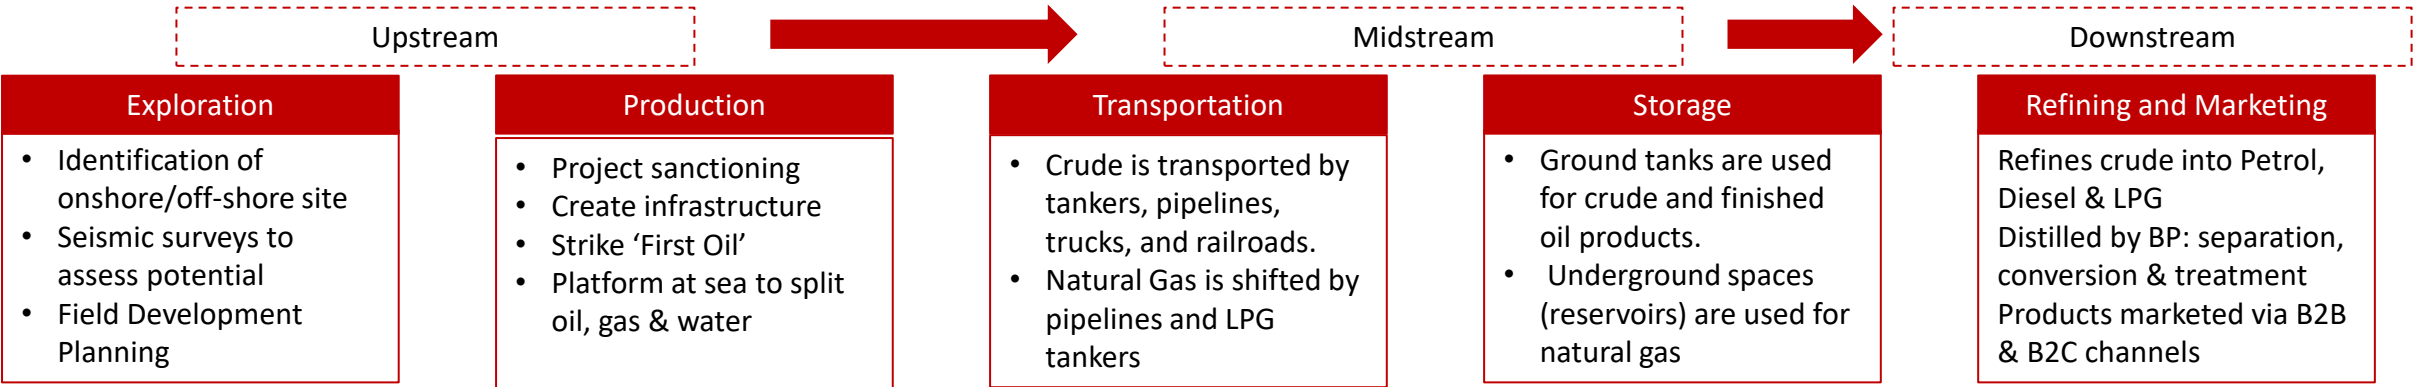 Upstream
Midstream
Downstream
Exploration
• Identification of
onshore/off-shore site
• Seismic surveys to
assess potential
• Field Development
Planning
Production
• Project sanctioning
• Create infrastructure
• Strike ‘First Oil’
• Platform at sea to split
oil, gas & water
Transportation
• Crude is transported by
tankers, pipelines,
trucks, and railroads.
• Natural Gas is shifted by
pipelines and LPG
tankers
Storage
• Ground tanks are used
for crude and finished
oil products.
• Underground spaces
(reservoirs) are used for
natural gas
Refining and Marketing
Refines crude into Petrol,
Diesel & LPG
Distilled by BP: separation,
conversion & treatment
Products marketed via B2B
& B2C channels